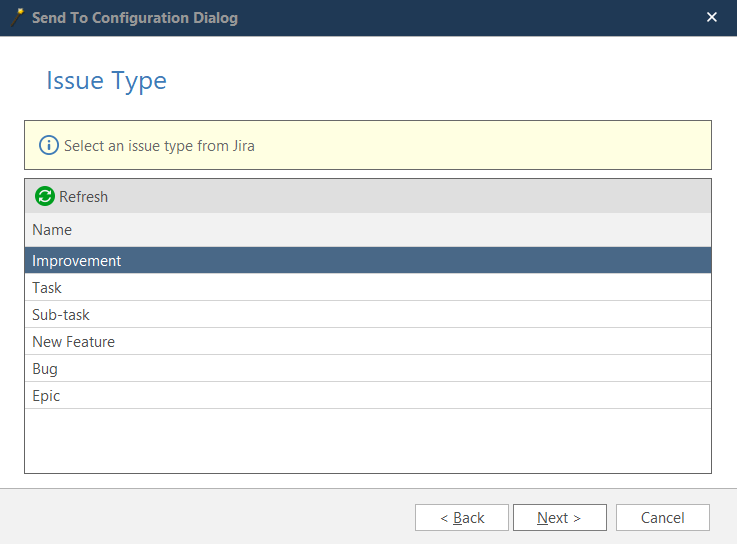 Send To Configuration Dialog
Issue Type
Select an issue type from Jira
Refresh
Name
Improvement
Task
Sub-task
New Feature
Bug
Epic
< Back Next > Cancel